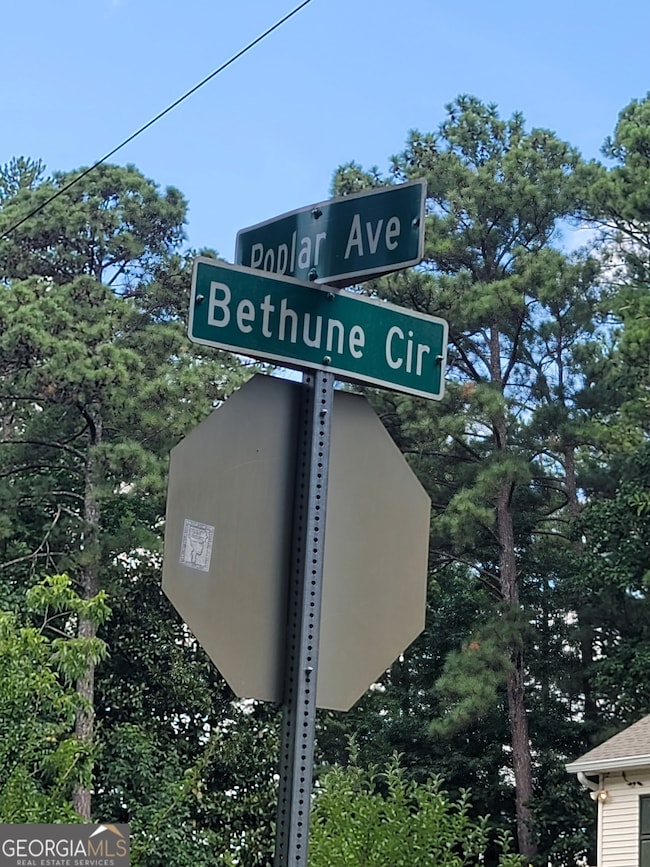 Poplar Ave
Bethune Cir
GEORGIAMLS
REAL ESTATE SERVICES